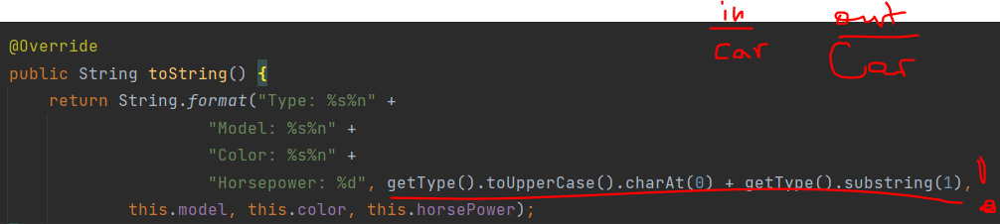 in out
car Car
@Override
public String toString() {
return String.format("Type: %s%n" +
"Model: %s%n" +
"Color: %s%n" +
"Horsepower: %d", getType().toUpperCase().charAt(0) + getType().substring(1),
this.model, this.color, this.horsePower);